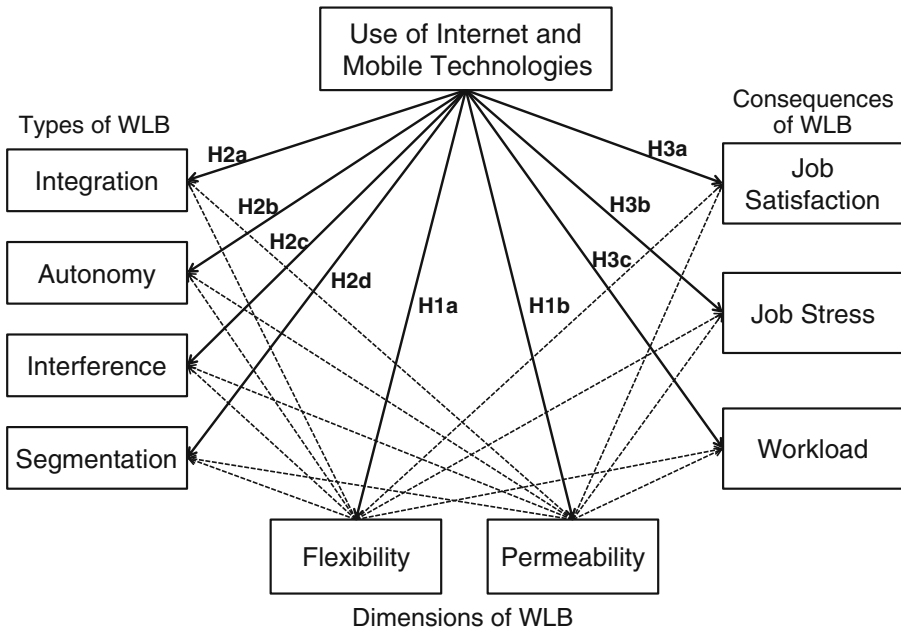 Use of Internet and
Mobile Technologies
Types of WLB
Consequences
of WLB
H2a
H3a
Integration
Job
Satisfaction
H2b
H3b
H2c
H3c
Autonomy
H2d
H1a
H1b
Job Stress
Interference
Segmentation
Workload
Flexibility
Permeability
Dimensions of WLB